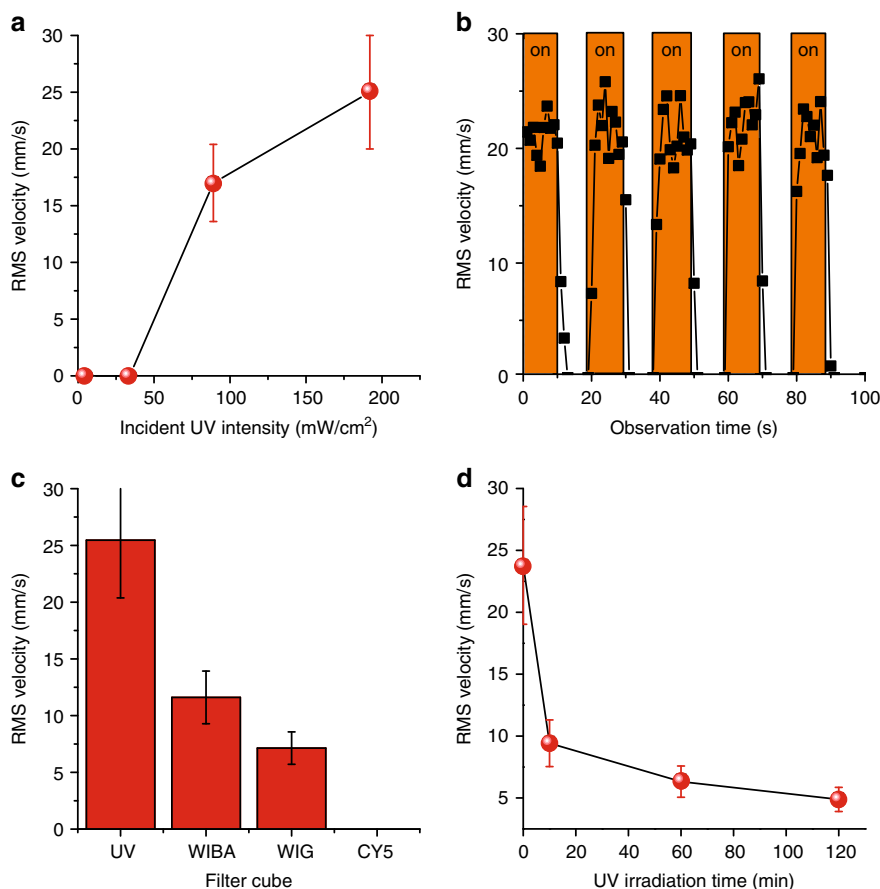 a
RMS velocity (mm/s)
30
25
20
15
10
5
0
0 50 100 150 200
Incident UV intensity (mW/cm²)
b
RMS velocity (mm/s)
30
20
10
0
on on on on on
0 20 40 60 80 100
Observation time (s)
c
RMS velocity (mm/s)
30
25
20
15
10
5
0
UV WIBA WIG CY5
Filter cube
d
RMS velocity (mm/s)
30
25
20
15
10
5
0 20 40 60 80 100 120
UV irradiation time (min)